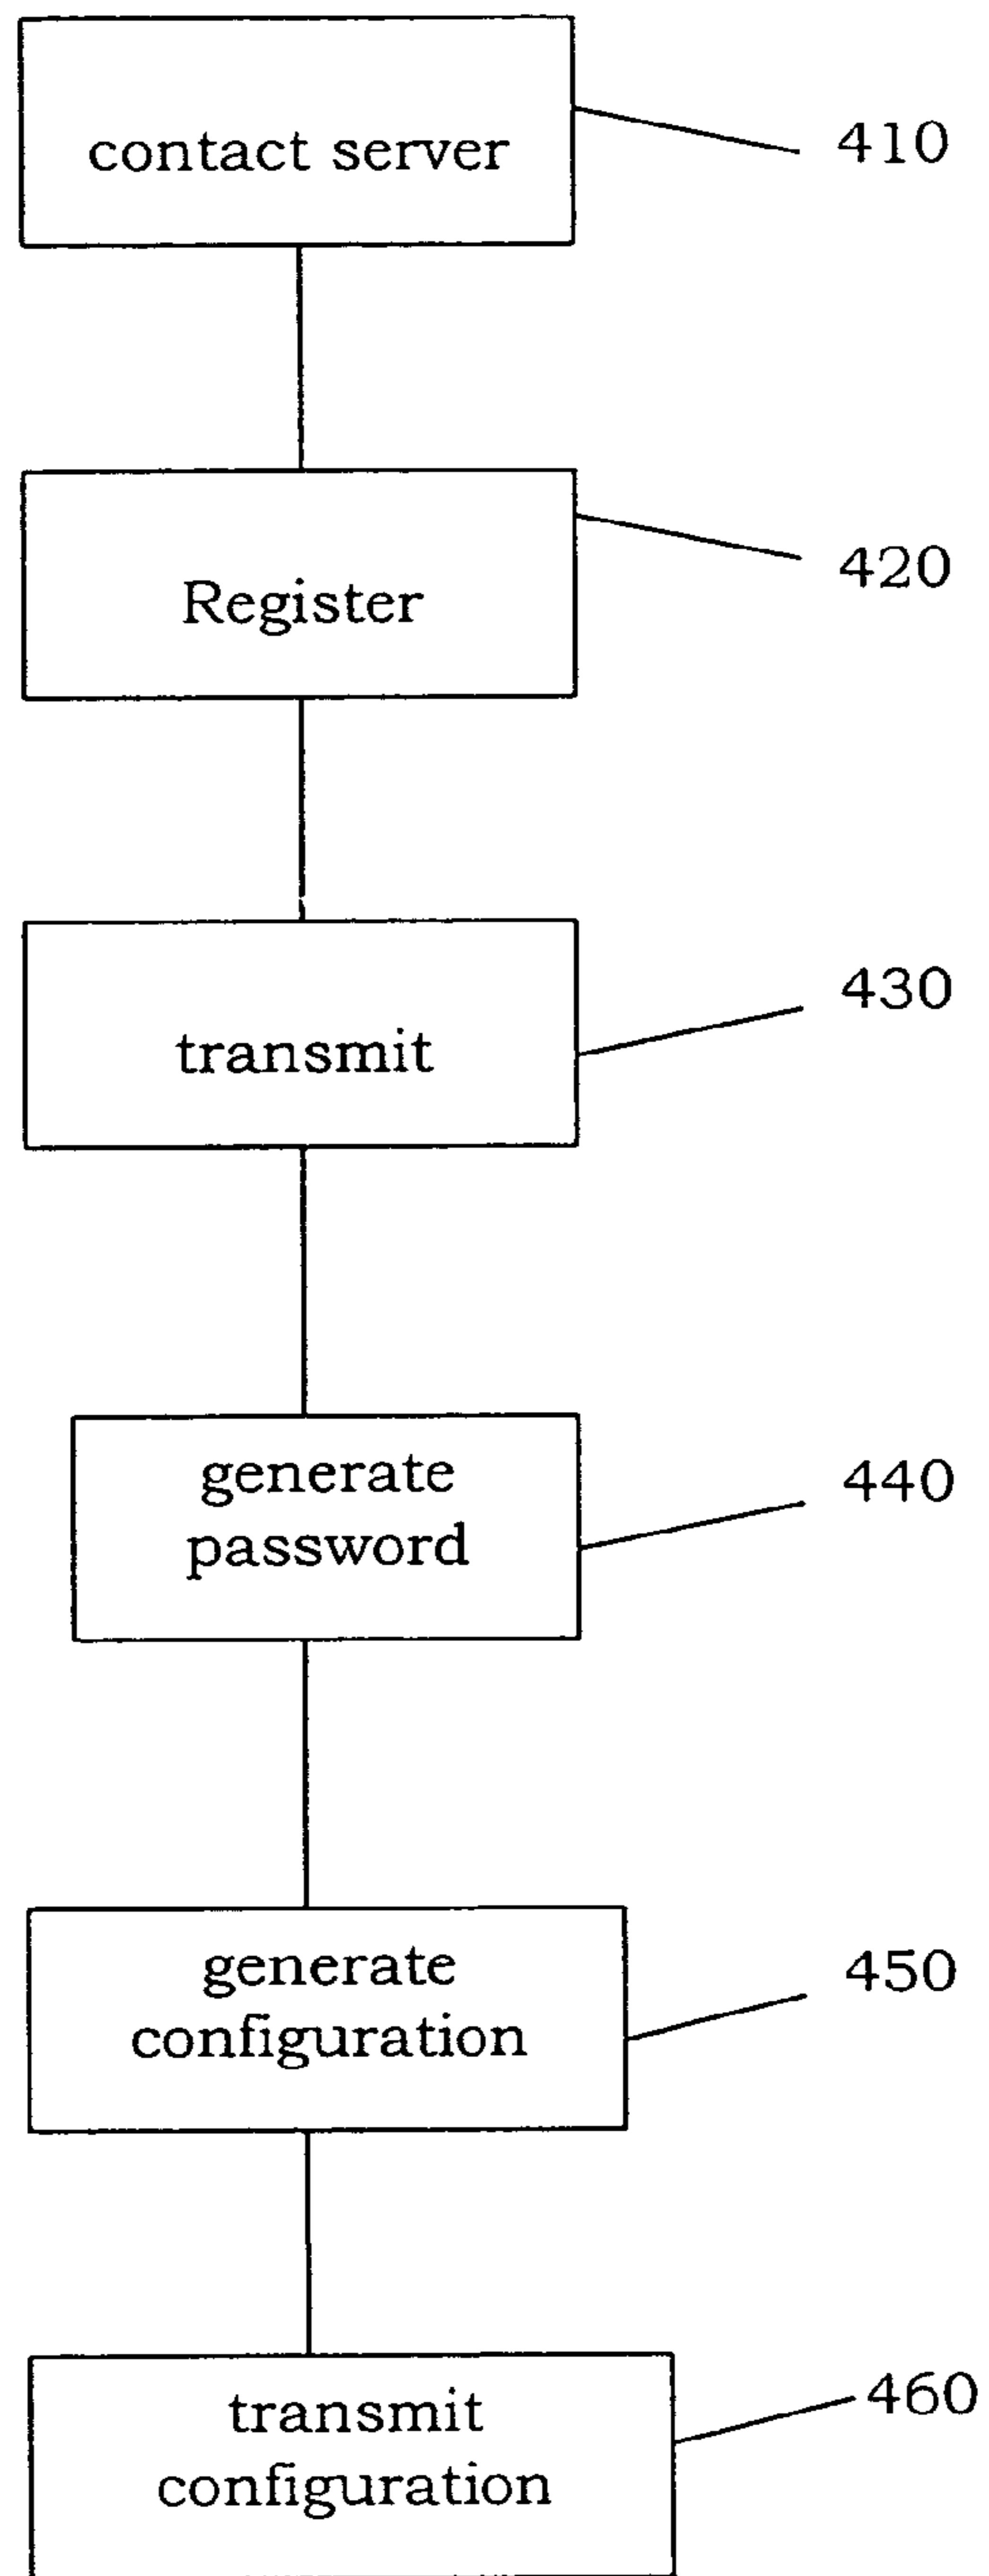 contact server
410
Register
420
transmit
430
generate
password
440
generate
configuration
450
transmit
configuration
460